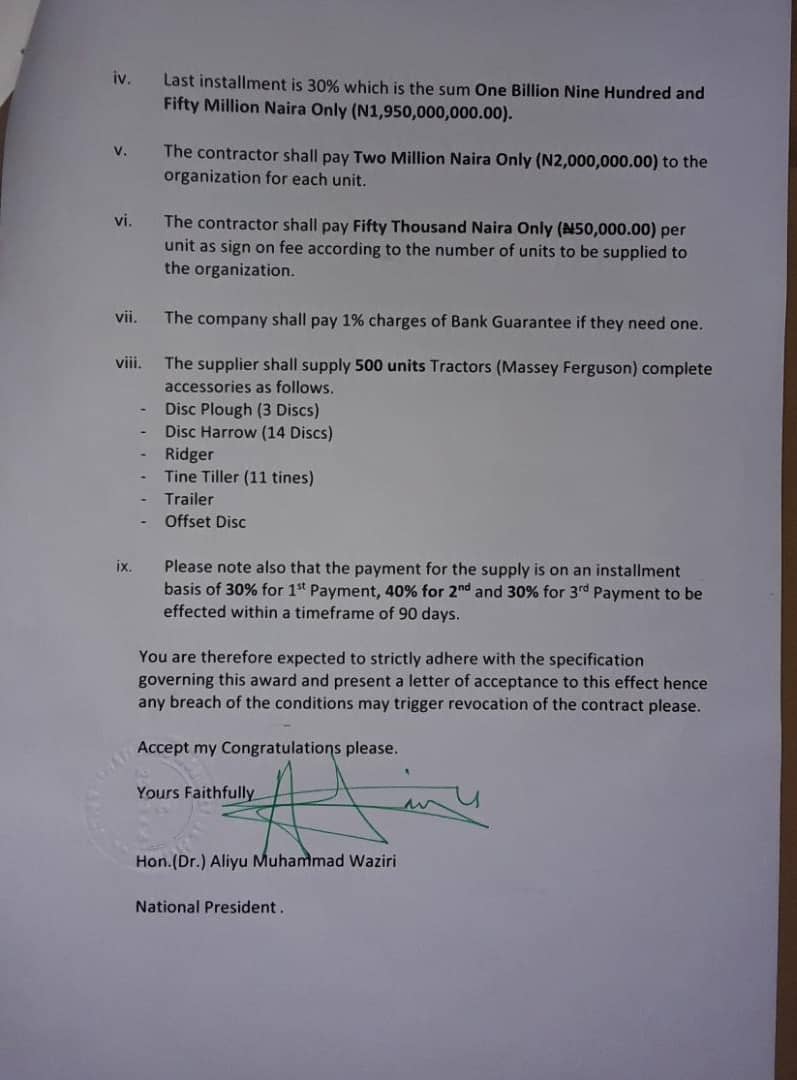 iv. Last installment is 30% which is the sum One Billion Nine Hundred and
Fifty Million Naira Only (N1,950,000,000.00).
v. The contractor shall pay Two Million Naira Only (N2,000,000.00) to the
organization for each unit.
vi. The contractor shall pay Fifty Thousand Naira Only (₦50,000.00) per
unit as sign on fee according to the number of units to be supplied to
the organization.
vii. The company shall pay 1% charges of Bank Guarantee if they need one.
viii. The supplier shall supply 500 units Tractors (Massey Ferguson) complete
accessories as follows.
- Disc Plough (3 Discs)
- Disc Harrow (14 Discs)
- Ridger
- Tine Tiller (11 tines)
- Trailer
- Offset Disc
ix. Please note also that the payment for the supply is on an installment
basis of 30% for 1st Payment, 40% for 2nd and 30% for 3rd Payment to be
effected within a timeframe of 90 days.
You are therefore expected to strictly adhere with the specification
governing this award and present a letter of acceptance to this effect hence
any breach of the conditions may trigger revocation of the contract please.
Accept my Congratulations please.
Yours Faithfully
Hon.(Dr.) Aliyu Muhammad Waziri
National President .